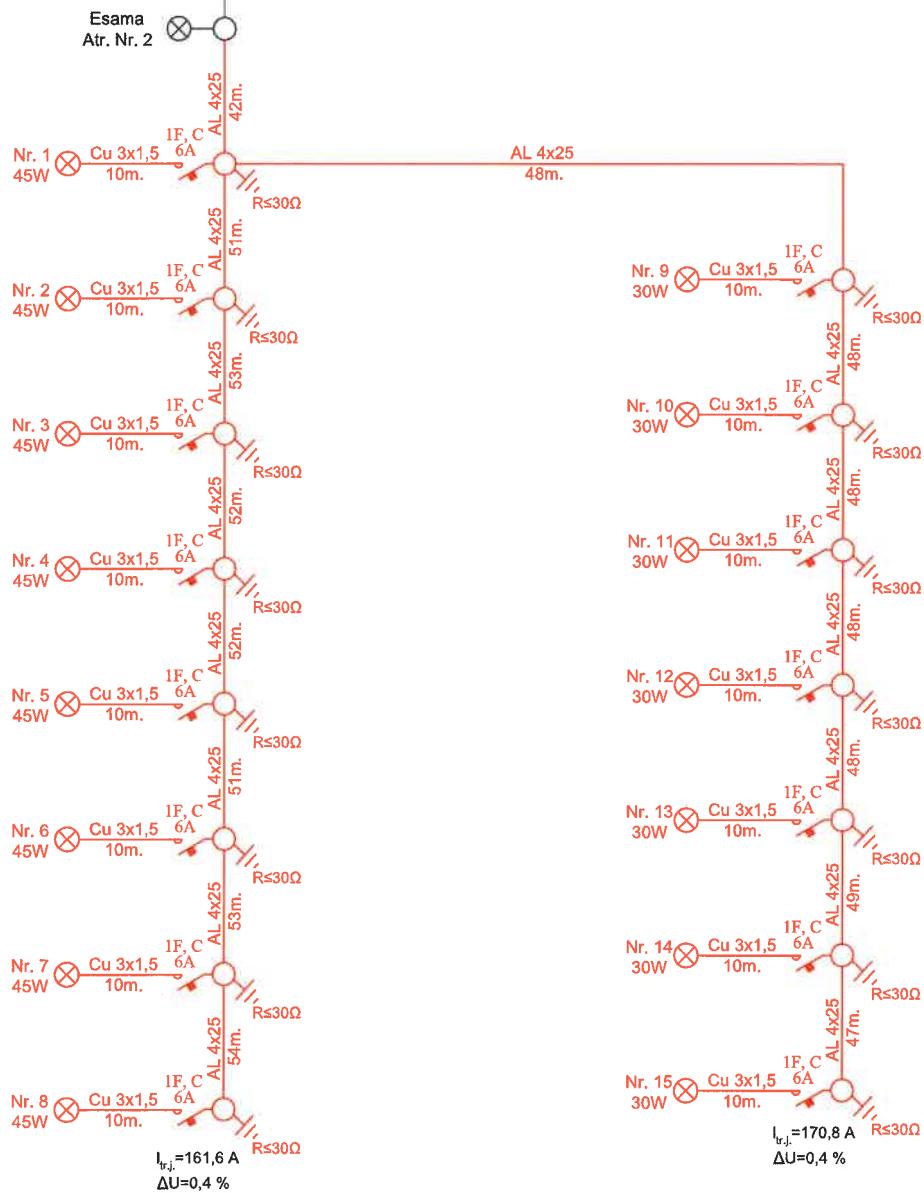 Esama
Atr. Nr. 2
AL 4x25
42m.
Nr. 1
45W
Cu 3x1,5
10m.
1F, C
6A
R≤30Ω
AL 4x25
48m.
AL 4x25
51m.
Nr. 2
45W
Cu 3x1,5
10m.
1F, C
6A
R≤30Ω
Nr. 9
30W
Cu 3x1,5
10m.
1F, C
6A
R≤30Ω
AL 4x25
53m.
AL 4x25
48m.
Nr. 3
45W
Cu 3x1,5
10m.
1F, C
6A
R≤30Ω
Nr. 10
30W
Cu 3x1,5
10m.
1F, C
6A
R≤30Ω
AL 4x25
52m.
AL 4x25
48m.
Nr. 4
45W
Cu 3x1,5
10m.
1F, C
6A
R≤30Ω
Nr. 11
30W
Cu 3x1,5
10m.
1F, C
6A
R≤30Ω
AL 4x25
52m.
AL 4x25
48m.
Nr. 5
45W
Cu 3x1,5
10m.
1F, C
6A
R≤30Ω
Nr. 12
30W
Cu 3x1,5
10m.
1F, C
6A
R≤30Ω
AL 4x25
51m.
AL 4x25
48m.
Nr. 6
45W
Cu 3x1,5
10m.
1F, C
6A
R≤30Ω
Nr. 13
30W
Cu 3x1,5
10m.
1F, C
6A
R≤30Ω
AL 4x25
53m.
AL 4x25
49m.
Nr. 7
45W
Cu 3x1,5
10m.
1F, C
6A
R≤30Ω
Nr. 14
30W
Cu 3x1,5
10m.
1F, C
6A
R≤30Ω
AL 4x25
54m.
AL 4x25
47m.
Nr. 8
45W
Cu 3x1,5
10m.
1F, C
6A
R≤30Ω
Nr. 15
30W
Cu 3x1,5
10m.
1F, C
6A
R≤30Ω
Itr.j.=161,6 A
ΔU=0,4 %
Itr.j.=170,8 A
ΔU=0,4 %